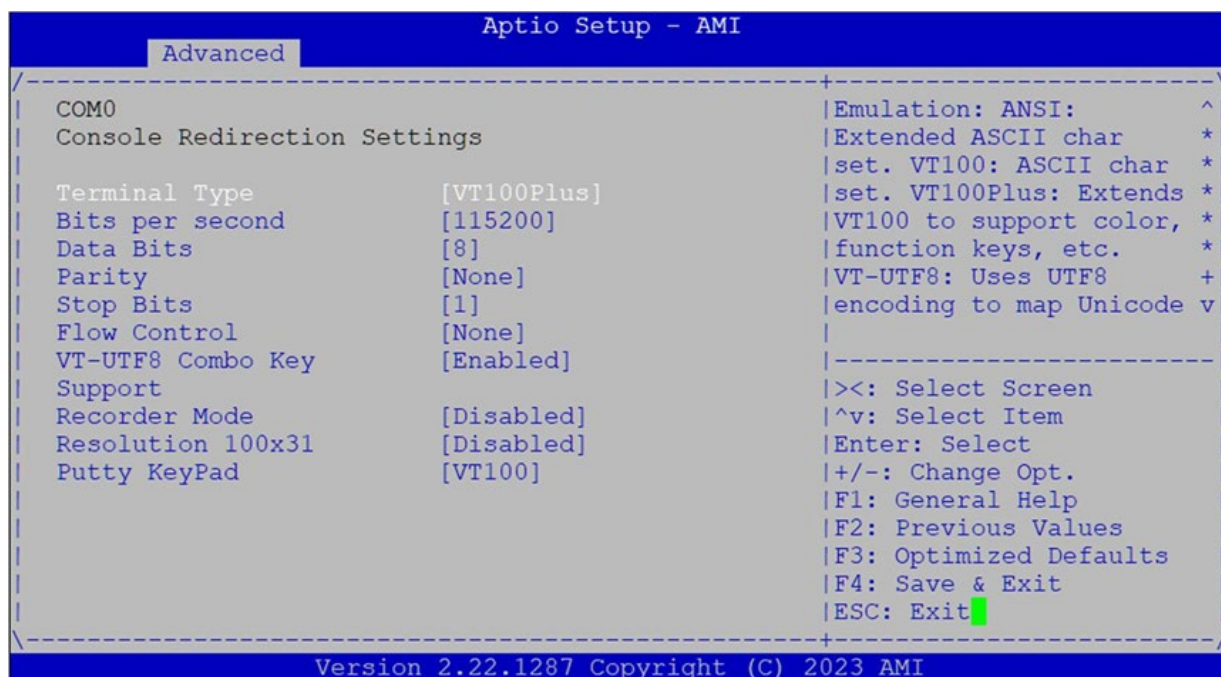 Aptio Setup - AMI
Advanced
COM0
Console Redirection Settings
Terminal Type [VT100Plus]
Bits per second [115200]
Data Bits [8]
Parity [None]
Stop Bits [1]
Flow Control [None]
VT-UTF8 Combo Key [Enabled]
Support
Recorder Mode [Disabled]
Resolution 100x31 [Disabled]
Putty KeyPad [VT100]
|Emulation: ANSI: ^
|Extended ASCII char *
|set. VT100: ASCII char *
|set. VT100Plus: Extends *
|VT100 to support color, *
|function keys, etc. *
|VT-UTF8: Uses UTF8 +
|encoding to map Unicode v
|><: Select Screen
|^v: Select Item
|Enter: Select
|+/-: Change Opt.
|F1: General Help
|F2: Previous Values
|F3: Optimized Defaults
|F4: Save & Exit
|ESC: Exit
Version 2.22.1287 Copyright (C) 2023 AMI